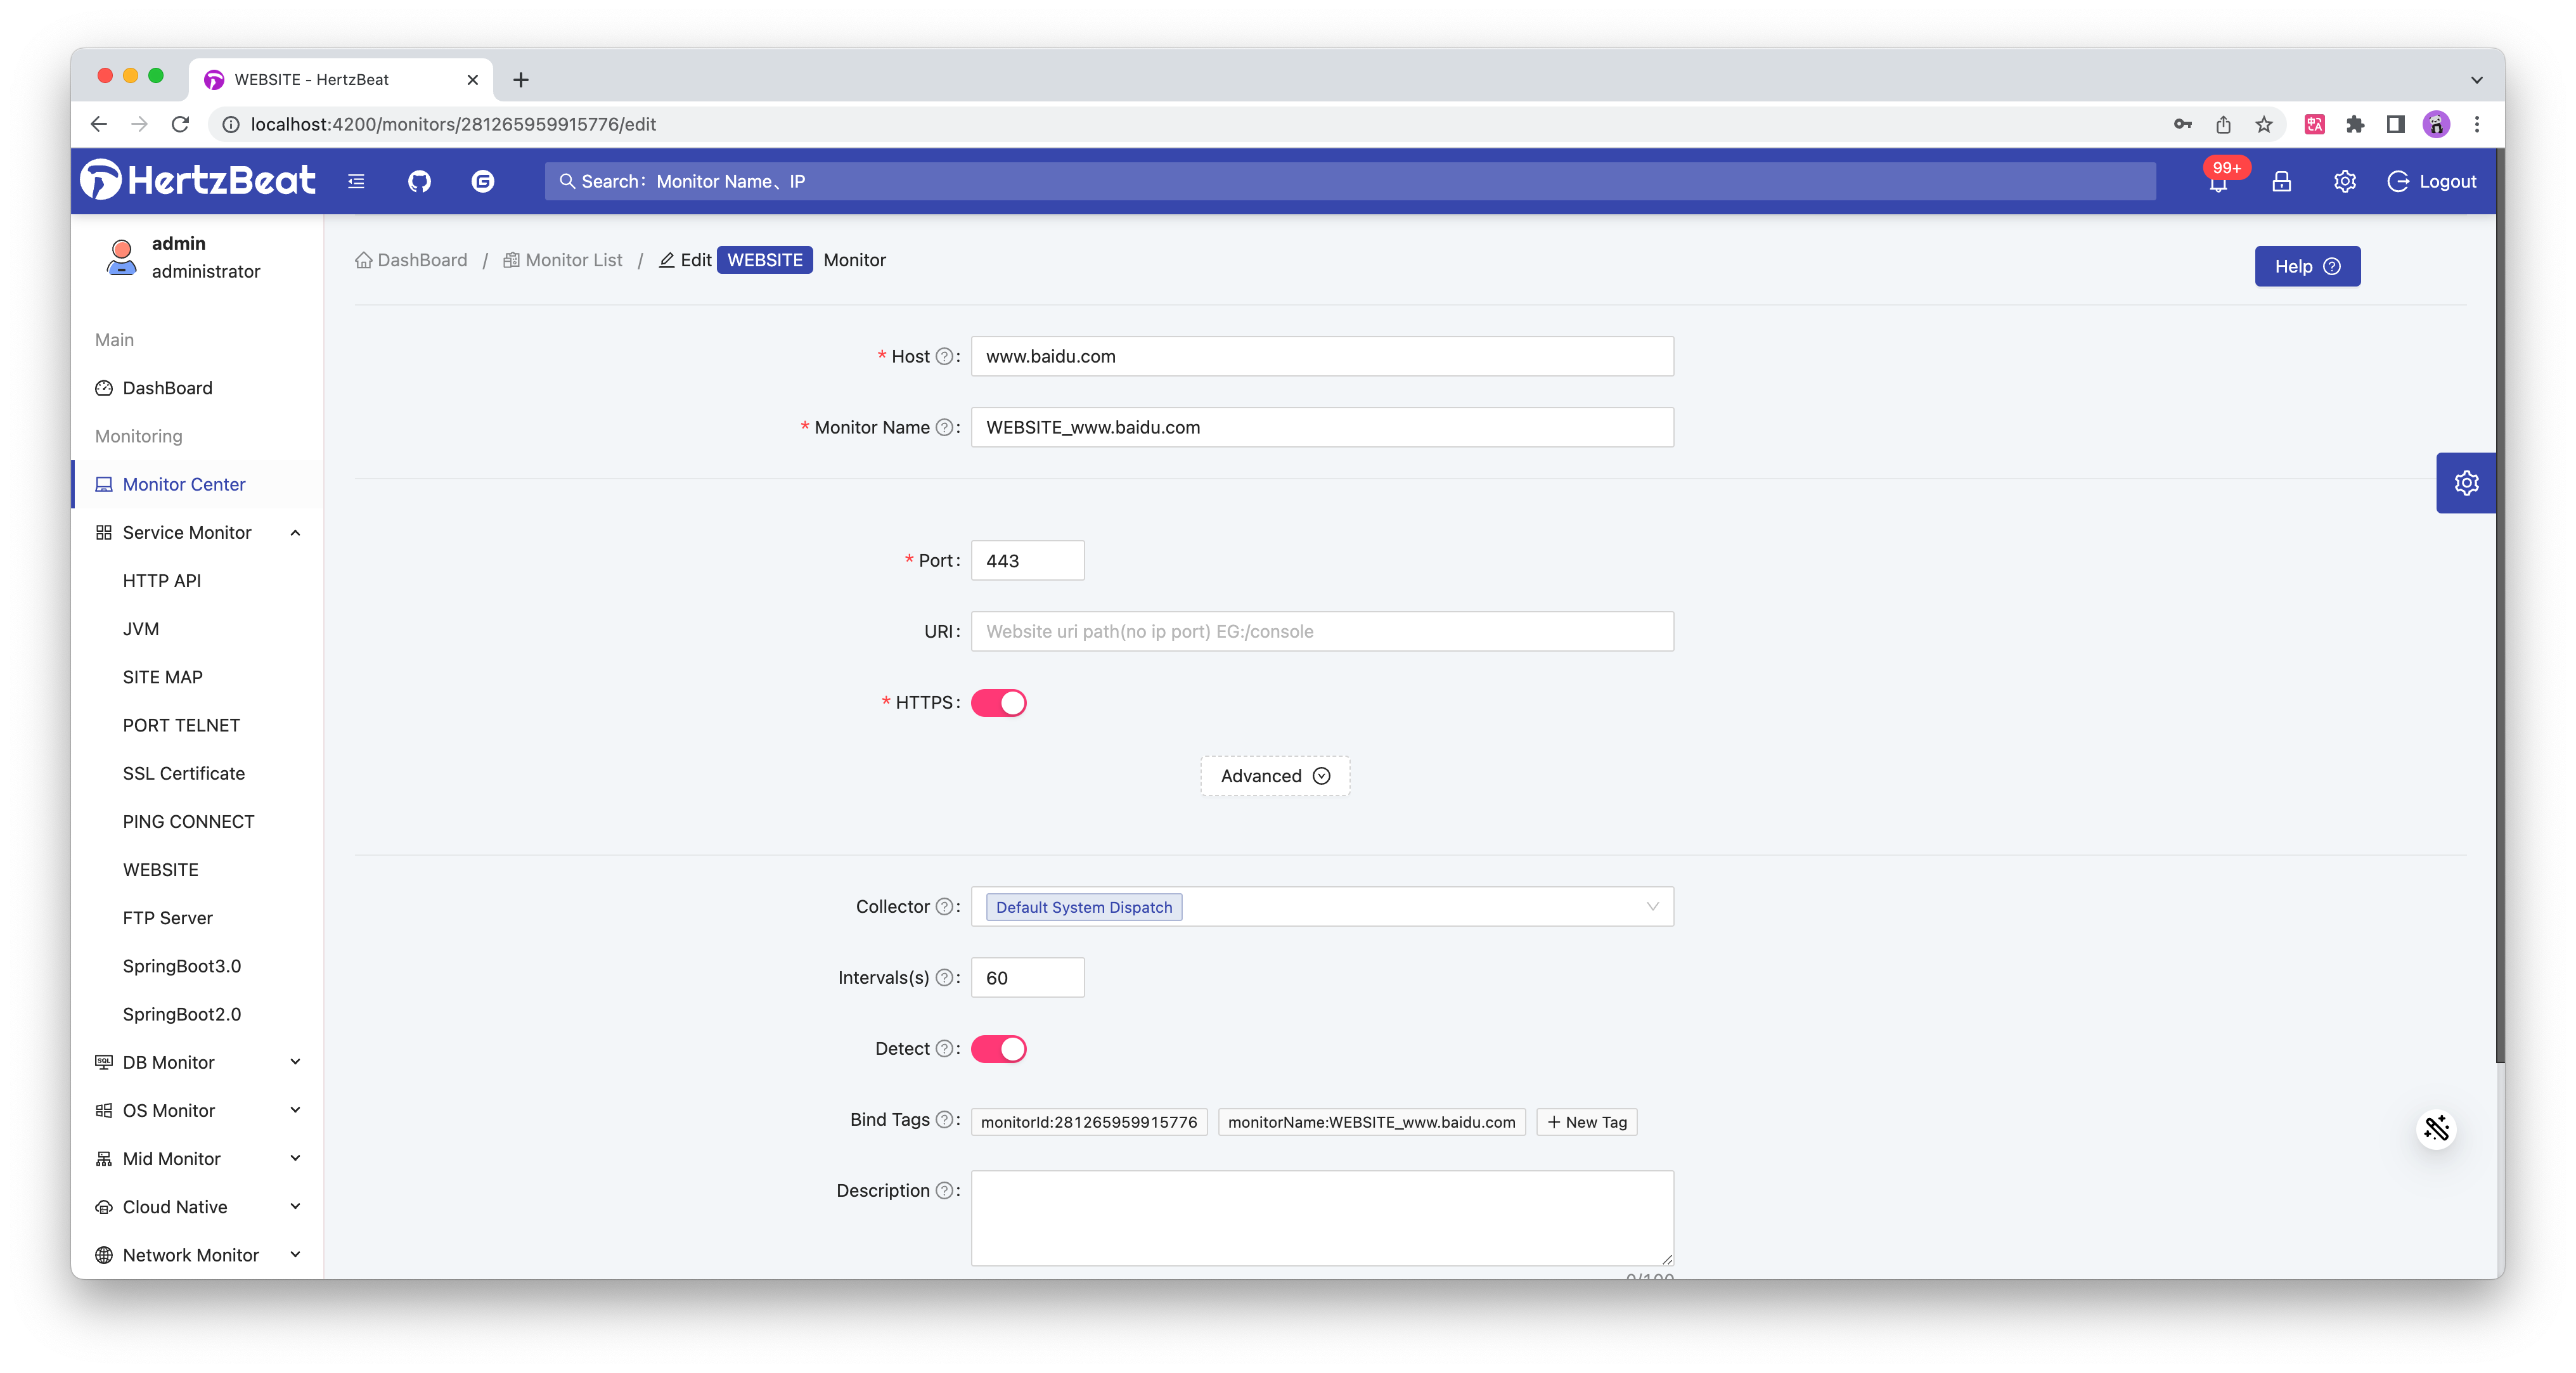 WEBSITE - HertzBeat
localhost:4200/monitors/281265959915776/edit
HertzBeat
Search：Monitor Name、IP
99+
Logout
admin
administrator
Main
DashBoard
Monitoring
Monitor Center
Service Monitor
HTTP API
JVM
SITE MAP
PORT TELNET
SSL Certificate
PING CONNECT
WEBSITE
FTP Server
SpringBoot3.0
SpringBoot2.0
DB Monitor
OS Monitor
Mid Monitor
Cloud Native
Network Monitor
DashBoard / Monitor List / Edit WEBSITE Monitor
Help
* Host : www.baidu.com
* Monitor Name : WEBSITE_www.baidu.com
* Port : 443
URI : Website uri path(no ip port) EG:/console
* HTTPS :
Advanced
Collector : Default System Dispatch
Intervals(s) : 60
Detect :
Bind Tags : monitorId:281265959915776 monitorName:WEBSITE_www.baidu.com + New Tag
Description :